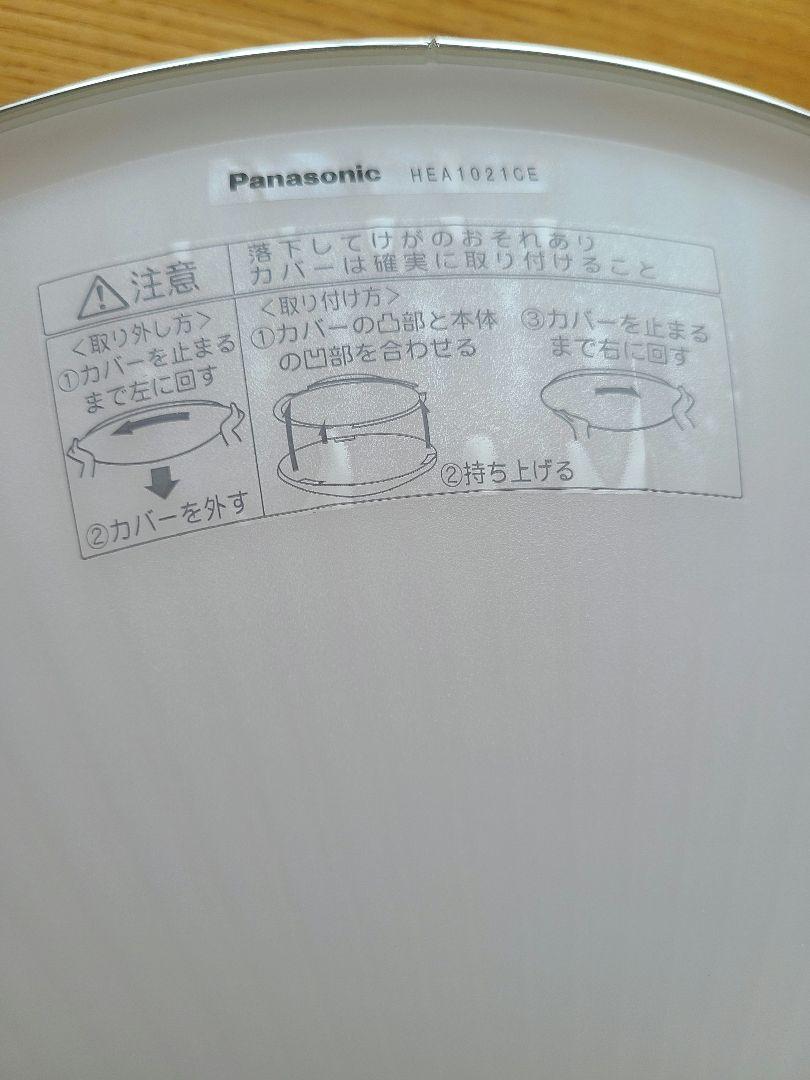 Panasonic HEA1021CE
注意
落下してけがのおそれあり
カバーは確実に取り付けること
<取り外し方>
①カバーを止まる
まで左に回す
②カバーを外す
<取り付け方>
①カバーの凸部と本体
の凹部を合わせる
②持ち上げる
③カバーを止まる
まで右に回す